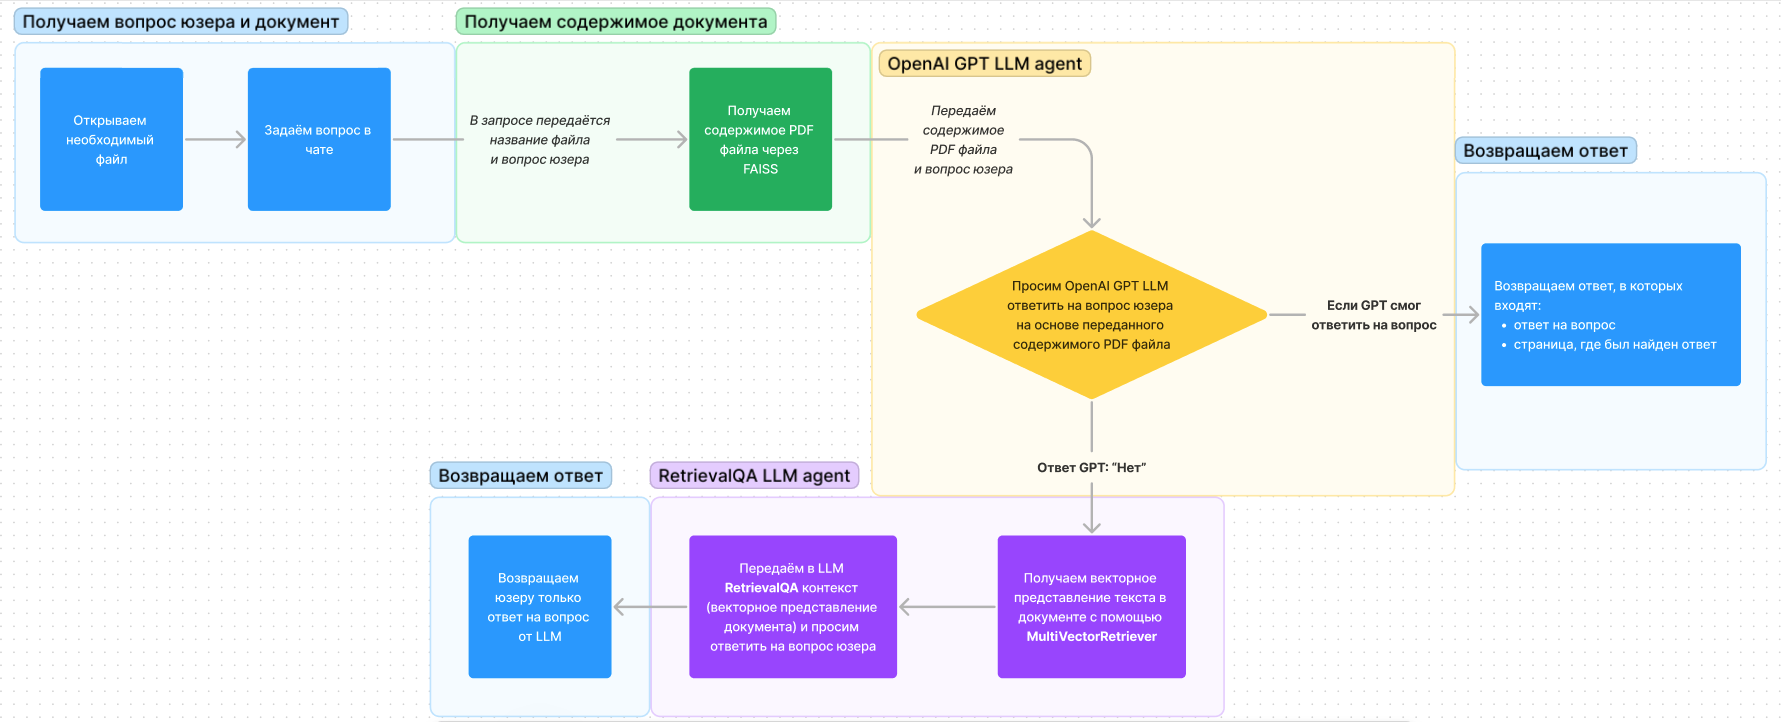 Получаем вопрос юзера и документ
Открываем
необходимый
файл
Задаём вопрос в
чате
Получаем содержимое документа
В запросе передаётся
название файла
и вопрос юзера
Получаем
содержимое PDF
файла через
FAISS
OpenAI GPT LLM agent
Передаём
содержимое
PDF файла
и вопрос юзера
Просим OpenAI GPT LLM
ответить на вопрос юзера
на основе переданного
содержимого PDF файла
Если GPT смог
ответить на вопрос
Возвращаем ответ
Возвращаем ответ, в которых
входят:
• ответ на вопрос
• страница, где был найден ответ
Ответ GPT: “Нет”
RetrievalQA LLM agent
Получаем векторное
представление текста в
документе с помощью
MultiVectorRetriever
Передаём в LLM
RetrievalQA контекст
(векторное представление
документа) и просим
ответить на вопрос юзера
Возвращаем ответ
Возвращаем
юзеру только
ответ на вопрос
от LLM